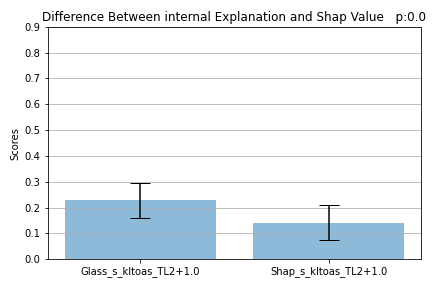 Difference Between internal Explanation and Shap Value   p:0.0
0.9
0.8
0.7
0.6
0.5
0.4
0.3
0.2
0.1
0.0
Scores
Glass_s_kltoas_TL2+1.0
Shap_s_kltoas_TL2+1.0